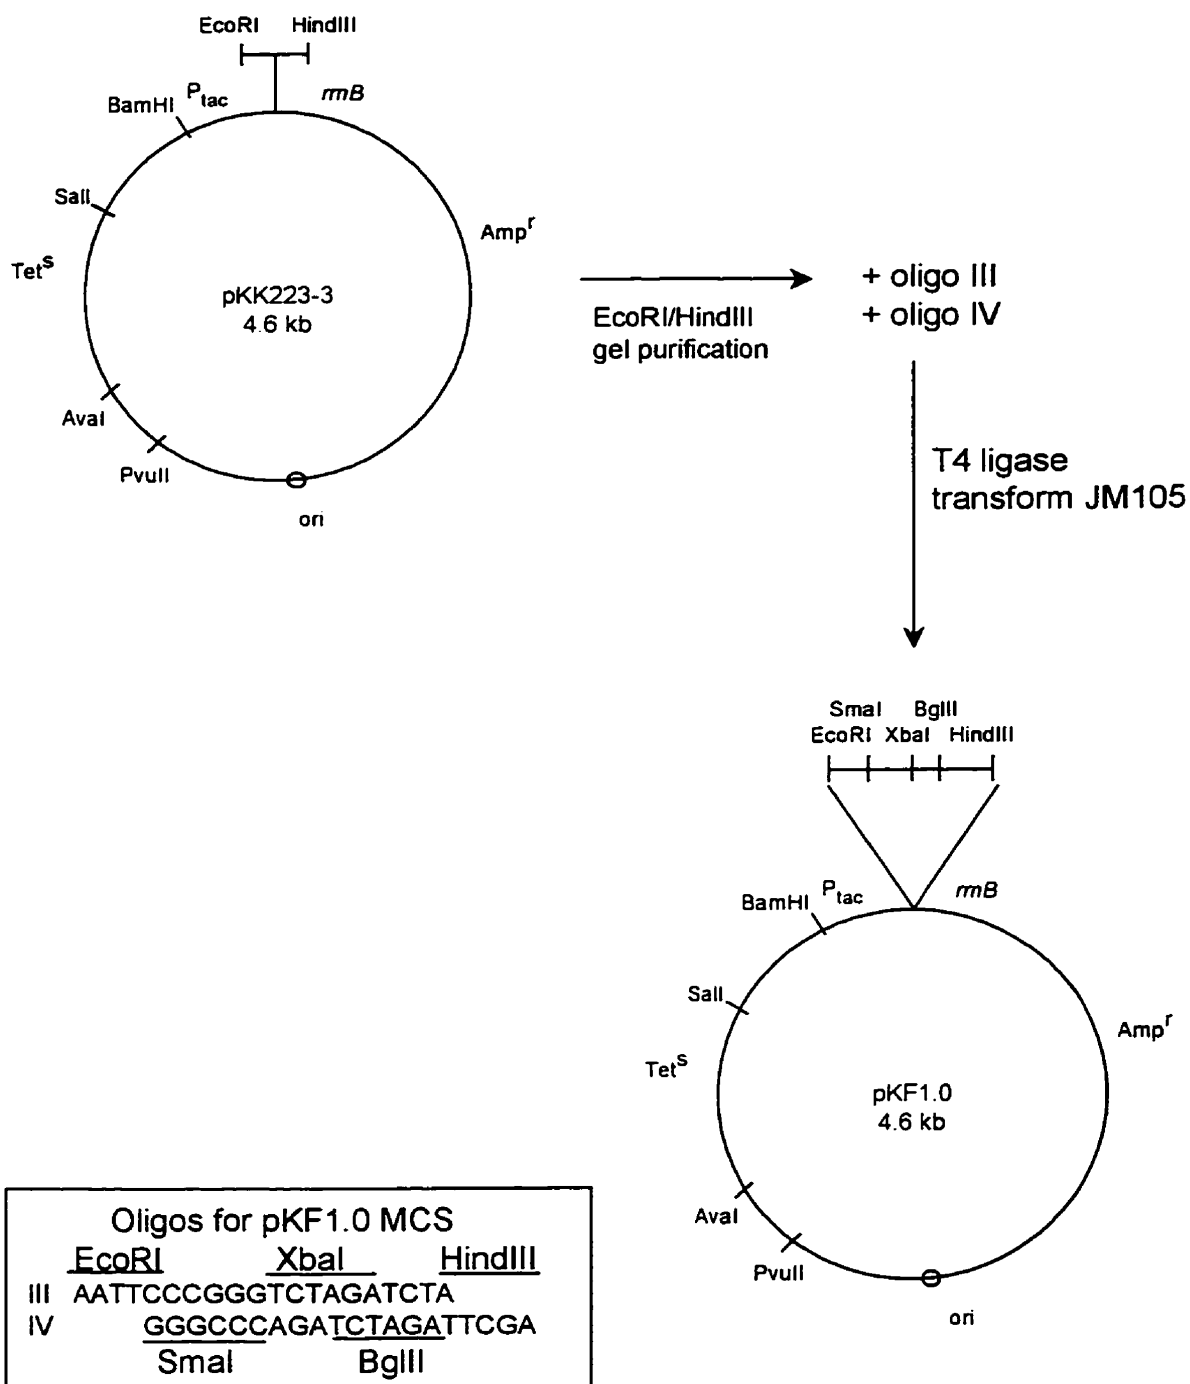 EcoRI HindIII
BamHI Ptac rrnB
SalI
Ampr
Tets
pKK223-3
4.6 kb
AvaI
PvuII
ori
EcoRI/HindIII
gel purification
+ oligo III
+ oligo IV
T4 ligase
transform JM105
SmaI BglII
EcoRI XbaI HindIII
BamHI Ptac rrnB
SalI
Ampr
Tets
pKF1.0
4.6 kb
AvaI
PvuII
ori
Oligos for pKF1.0 MCS
EcoRI XbaI HindIII
III AATTCCCGGGTCTAGATCTA
IV GGGCCCAGATCTAGATTCGA
SmaI BglII